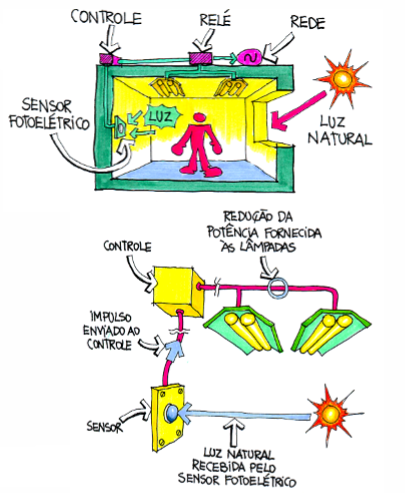 CONTROLE
RELÉ
REDE
SENSOR
FOTOELÉTRICO
LUZ
LUZ
NATURAL
REDUÇÃO DA
POTÊNCIA FORNECIDA
ÀS LÂMPADAS
CONTROLE
IMPULSO
ENVIADO AO
CONTROLE
SENSOR
LUZ NATURAL
RECEBIDA PELO
SENSOR FOTOELÉTRICO